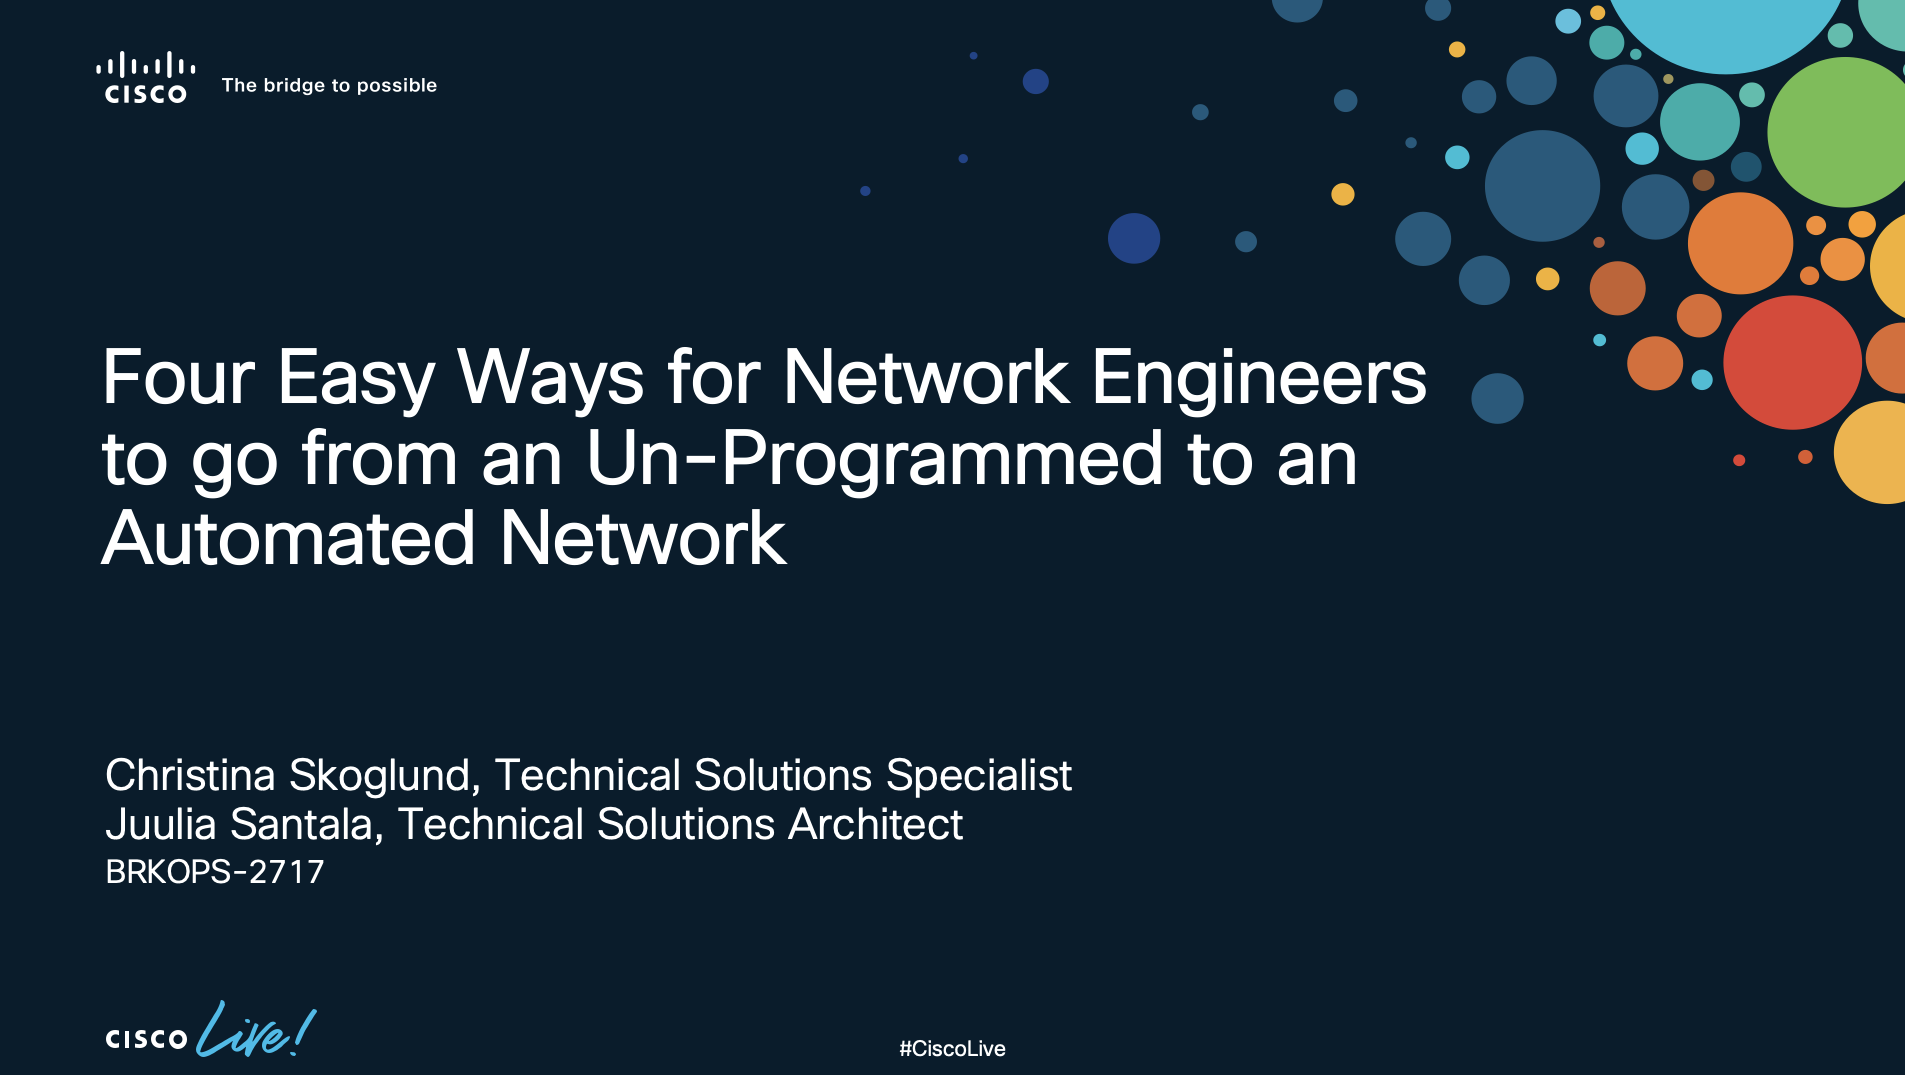 CISCO
The bridge to possible
Four Easy Ways for Network Engineers
to go from an Un-Programmed to an
Automated Network
Christina Skoglund, Technical Solutions Specialist
Juulia Santala, Technical Solutions Architect
BRKOPS-2717
CISCO Live!
#CiscoLive